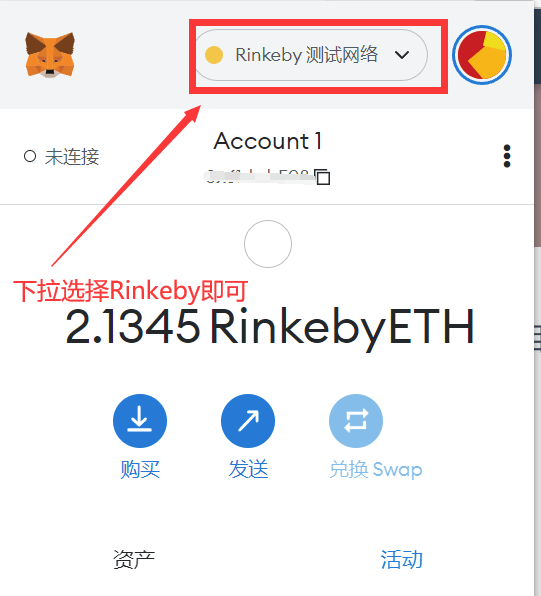 Rinkeby 测试网络
未连接
Account 1
下拉选择Rinkeby即可
2.1345 RinkebyETH
购买
发送
兑换 Swap
资产
活动